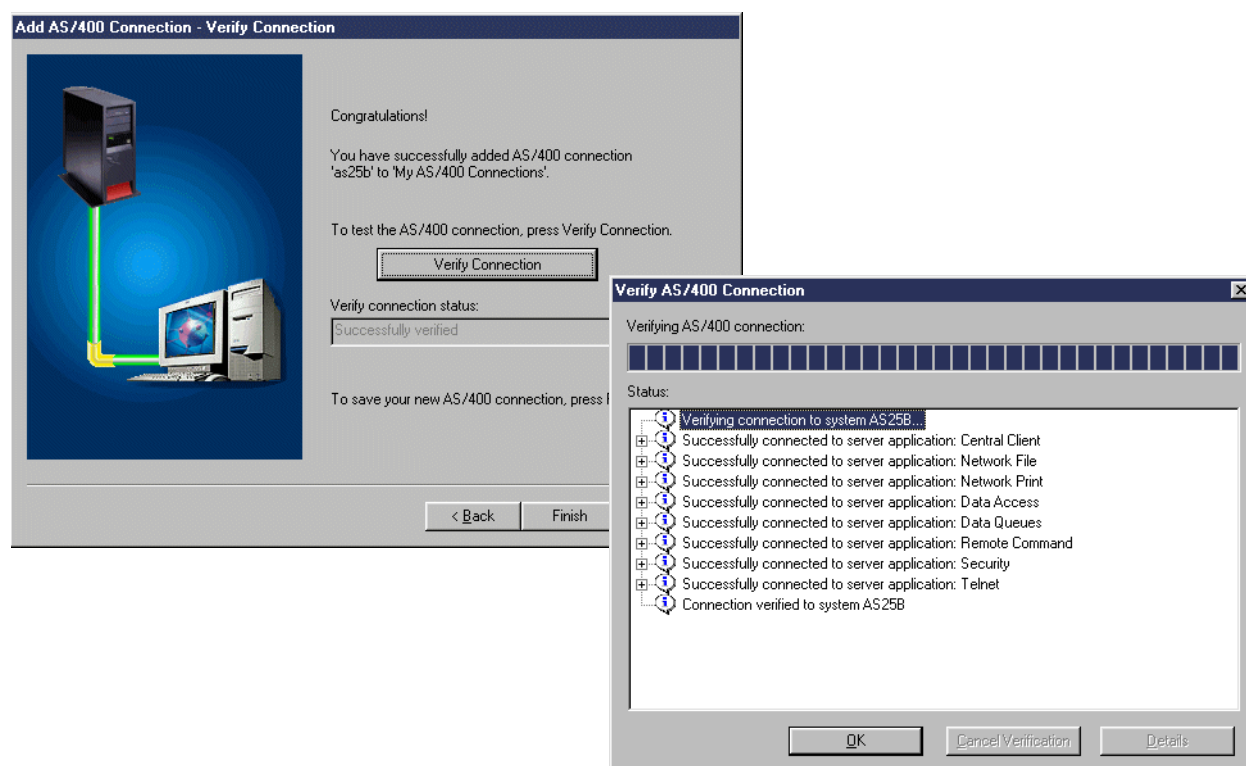 Add AS/400 Connection - Verify Connection
Congratulations!
You have successfully added AS/400 connection
'as25b' to 'My AS/400 Connections'.
To test the AS/400 connection, press Verify Connection.
Verify Connection
Verify connection status:
Successfully verified
To save your new AS/400 connection, press
< Back
Finish
Verify AS/400 Connection
Verifying AS/400 connection:
Status:
Verifying connection to system AS25B...
Successfully connected to server application: Central Client
Successfully connected to server application: Network File
Successfully connected to server application: Network Print
Successfully connected to server application: Data Access
Successfully connected to server application: Data Queues
Successfully connected to server application: Remote Command
Successfully connected to server application: Security
Successfully connected to server application: Telnet
Connection verified to system AS25B
OK
Cancel Verification
Details